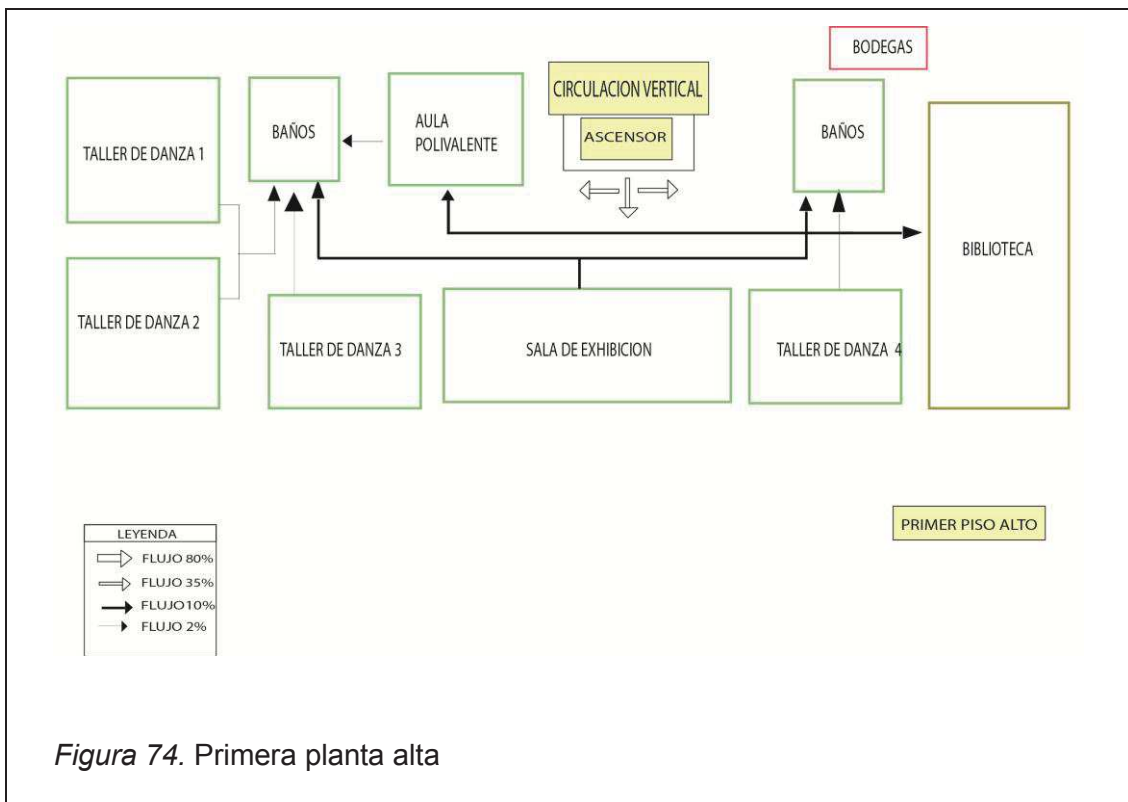 BODEGAS
CIRCULACION VERTICAL
ASCENSOR
TALLER DE DANZA 1
BAÑOS
AULA
POLIVALENTE
BAÑOS
BIBLIOTECA
TALLER DE DANZA 2
TALLER DE DANZA 3
SALA DE EXHIBICION
TALLER DE DANZA 4
PRIMER PISO ALTO
LEYENDA
FLUJO 80%
FLUJO 35%
FLUJO10%
FLUJO 2%
Figura 74. Primera planta alta